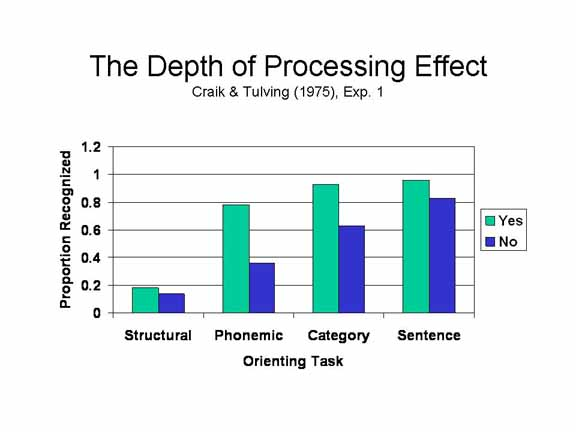 The Depth of Processing Effect
Craik & Tulving (1975), Exp. 1
Proportion Recognized
1.2
1
0.8
0.6
0.4
0.2
0
Structural Phonemic Category Sentence
Orienting Task
Yes
No